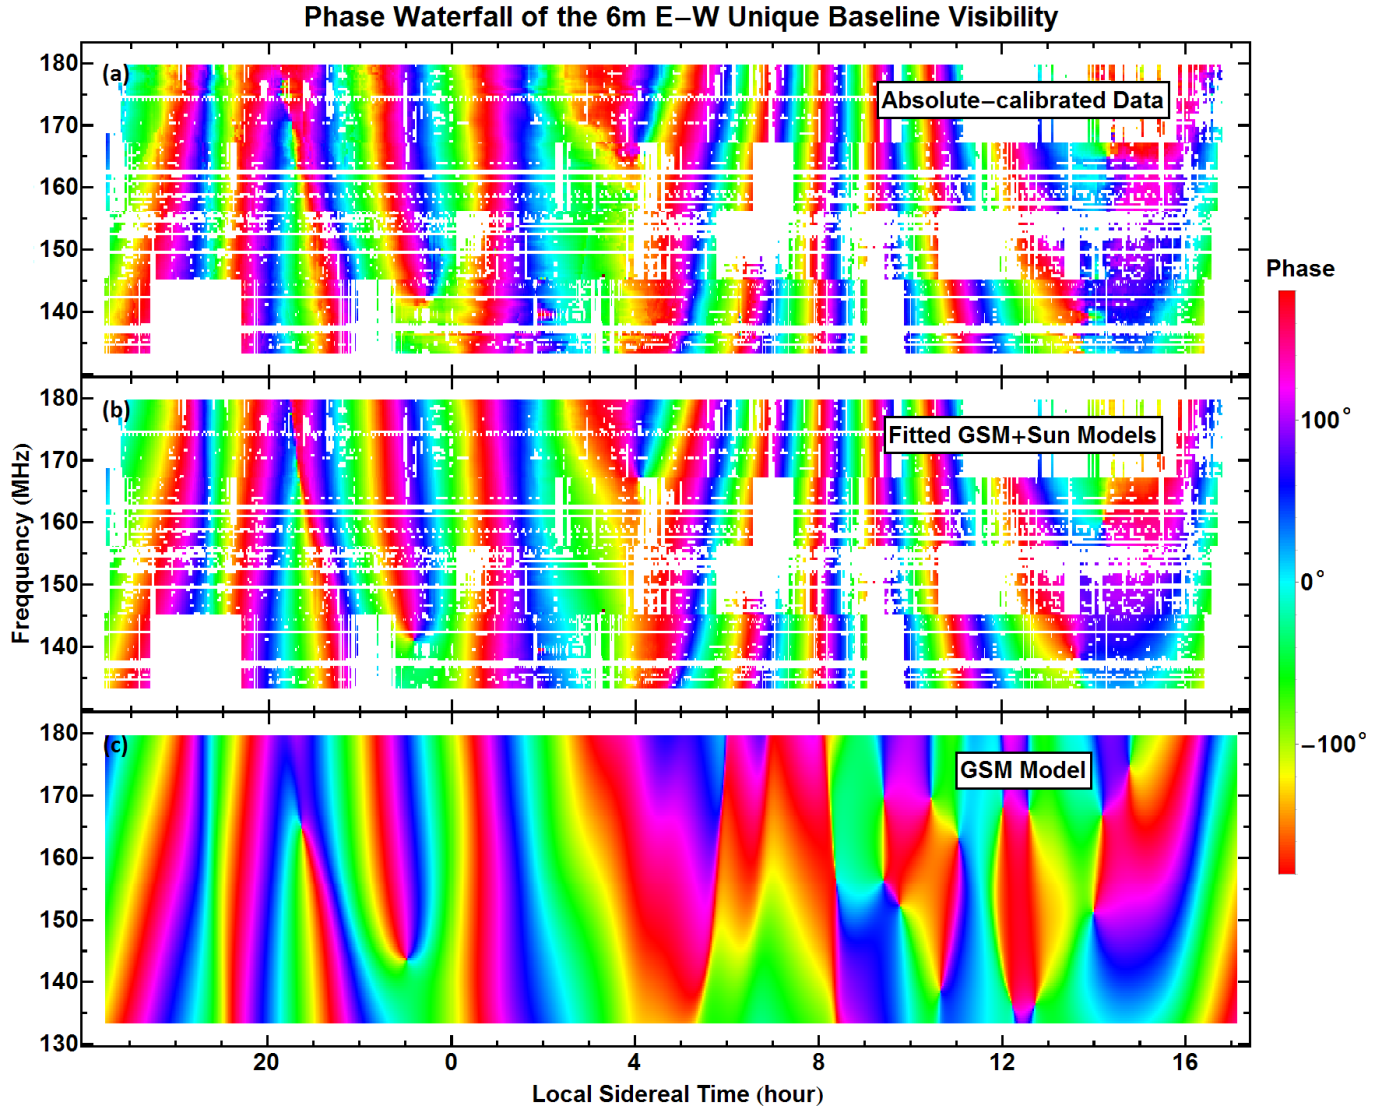 Phase Waterfall of the 6m E−W Unique Baseline Visibility
180
(a)
Absolute−calibrated Data
170
160
150
140
180
(b)
Fitted GSM+Sun Models
170
160
150
140
180
(c)
GSM Model
170
160
150
140
130
Frequency (MHz)
20
0
4
8
12
16
Local Sidereal Time (hour)
Phase
100°
0°
−100°